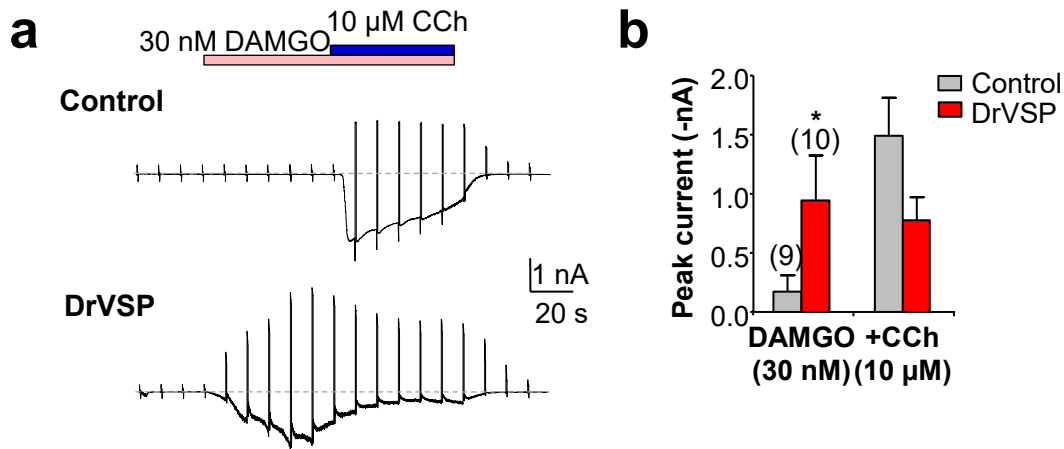 a
10 µM CCh
30 nM DAMGO
Control
1 nA
20 s
DrVSP
b
Peak current (-nA)
2.0
1.5
1.0
0.5
0.0
Control
DrVSP
*
(10)
(9)
DAMGO +CCh
(30 nM) (10 µM)